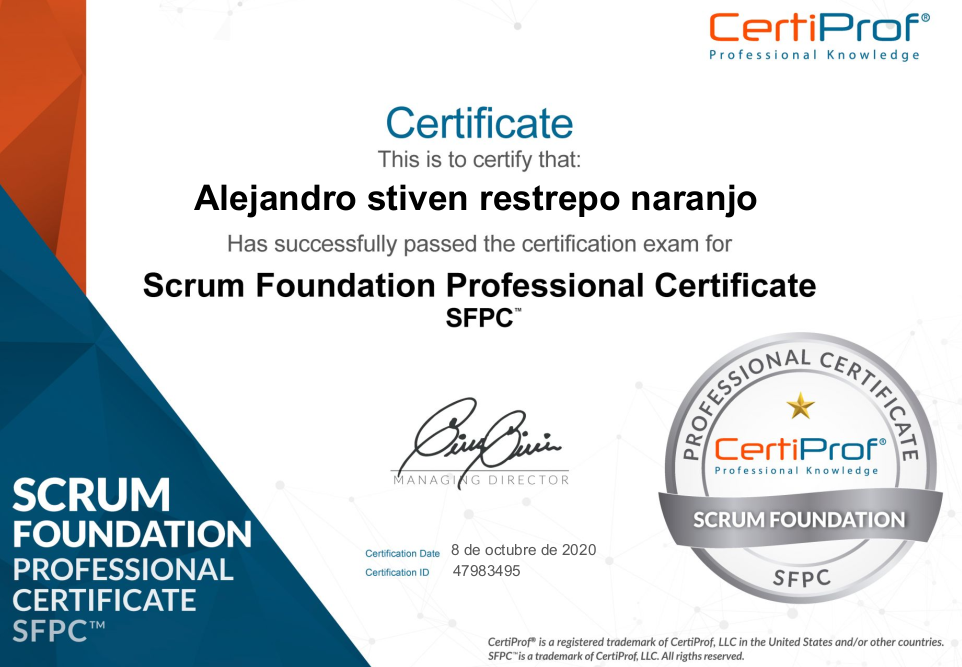 CertiProf®
Professional Knowledge
Certificate
This is to certify that:
Alejandro stiven restrepo naranjo
Has successfully passed the certification exam for
Scrum Foundation Professional Certificate
SFPC™
PROFESSIONAL CERTIFICATE
CertiProf®
Professional Knowledge
SCRUM FOUNDATION
SFPC
MANAGING DIRECTOR
SCRUM
FOUNDATION
PROFESSIONAL
CERTIFICATE
SFPC™
Certification Date 8 de octubre de 2020
Certification ID 47983495
CertiProf® is a registered trademark of CertiProf, LLC in the United States and/or other countries.
SFPC™ is a trademark of CertiProf, LLC. All rigths reserved.